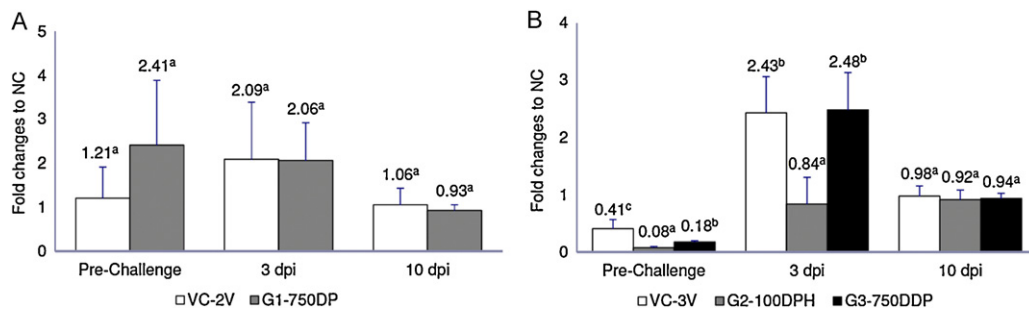 A
Fold changes to NC
5
4
3
2
1
0
1.21ᵃ
2.41ᵃ
2.09ᵃ
2.06ᵃ
1.06ᵃ
0.93ᵃ
Pre-Challenge 3 dpi 10 dpi
VC-2V G1-750DP
B
Fold changes to NC
4
3
2
1
0
0.41ᶜ
0.08ᵃ
0.18ᵇ
2.43ᵇ
0.84ᵃ
2.48ᵇ
0.98ᵃ
0.92ᵃ
0.94ᵃ
Pre-Challenge 3 dpi 10 dpi
VC-3V G2-100DPH G3-750DDP